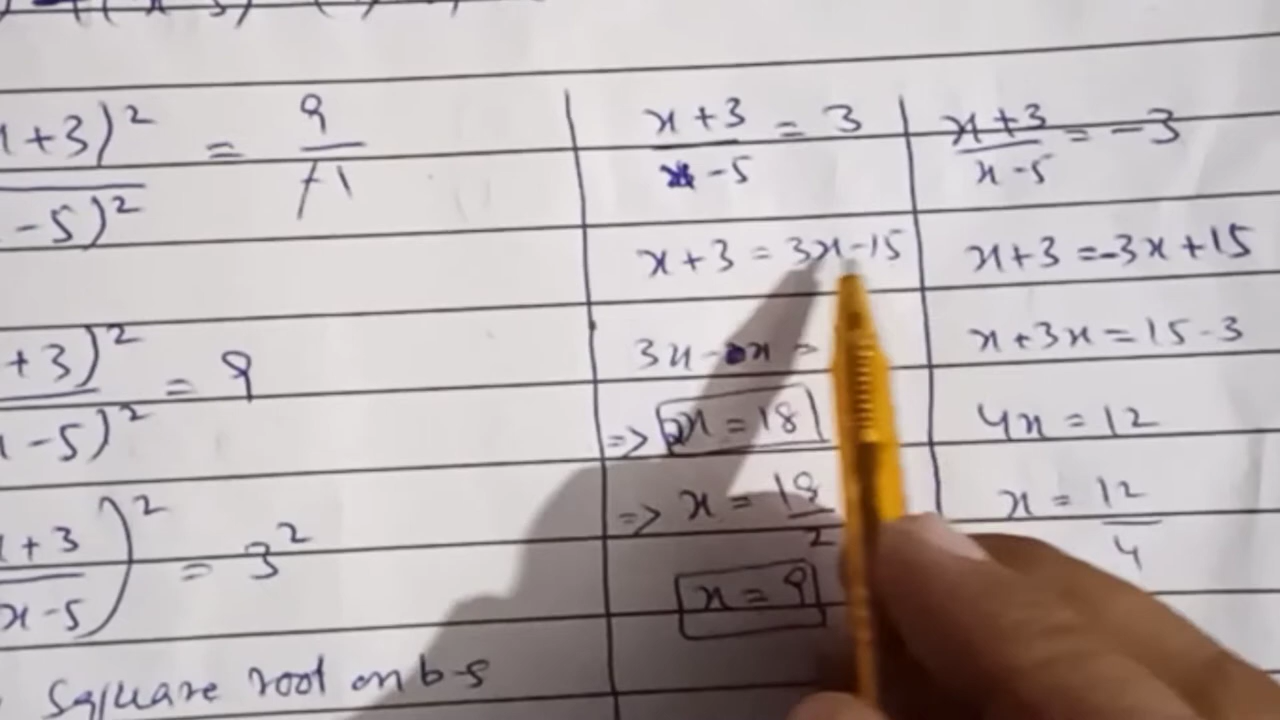 +3)² = 9
/1
-5)²
+3)² = 9
-5)²
+3)² = 3²
x-5
Square root on b-s
x+3 = 3
x -5
x+3 = 3x-15
3x - x =
=> 2x = 18
=> x = 18
2
x = 9
x+3 = -3
x-5
x+3 = -3x+15
x+3x = 15-3
4x = 12
x = 12
4